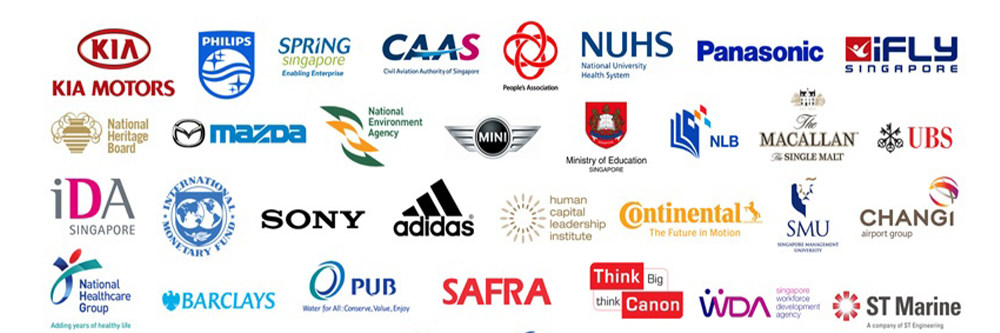 KIA
KIA MOTORS
PHILIPS
SPRiNG
singapore
Enabling Enterprise
CAAS
Civil Aviation Authority of Singapore
People's Association
NUHS
National University
Health System
Panasonic
iFLY
SINGAPORE
National
Heritage
Board
mazda
National
Environment
Agency
MINI
Ministry of Education
SINGAPORE
NLB
The
MACALLAN
The SINGLE MALT
UBS
iDA
SINGAPORE
INTERNATIONAL
MONETARY FUND
SONY
adidas
human
capital
leadership
institute
Continental
The Future in Motion
SMU
SINGAPORE MANAGEMENT
UNIVERSITY
CHANGi
airport group
National
Healthcare
Group
Adding years of healthy life
BARCLAYS
PUB
Water for All: Conserve, Value, Enjoy
SAFRA
Think Big
think Canon
WDA
singapore
workforce
development
agency
ST Marine
A company of ST Engineering